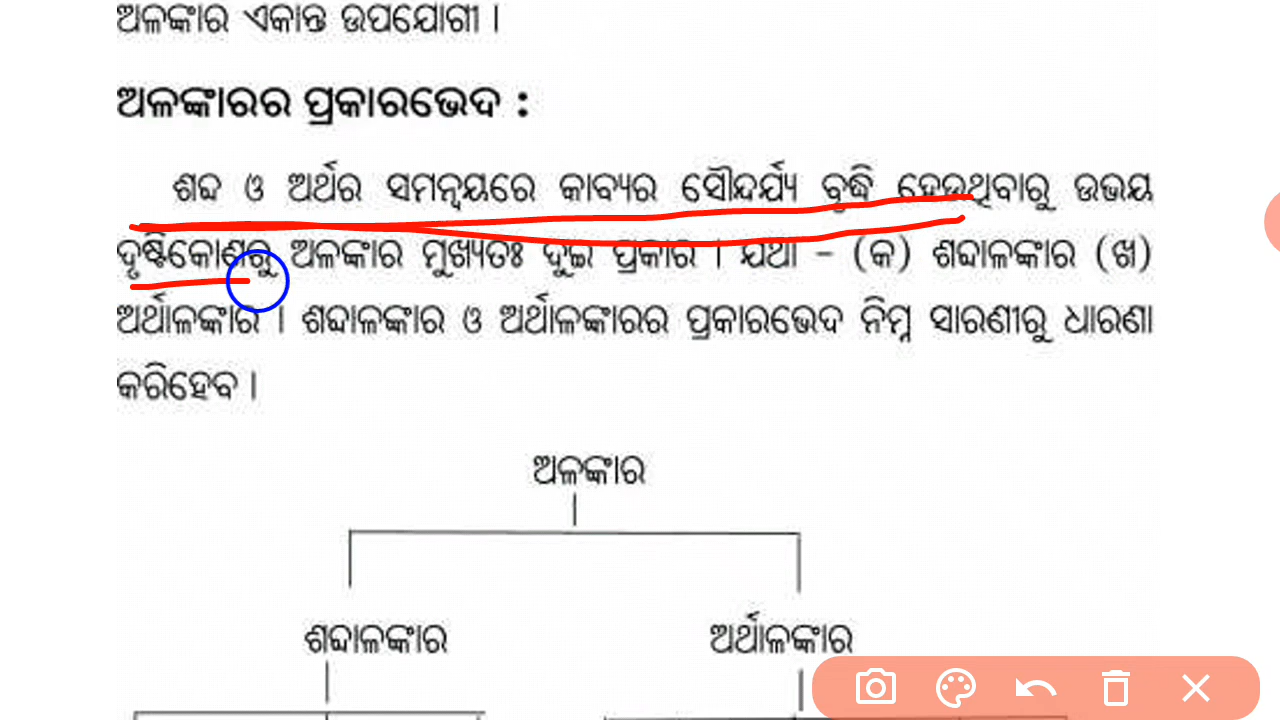 ଅଳଙ୍କାର ଏକାନ୍ତ ଉପଯୋଗୀ ।
ଅଳଙ୍କାରର ପ୍ରକାରଭେଦ :
ଶବ୍ଦ ଓ ଅର୍ଥର ସମନ୍ୱୟରେ କାବ୍ୟର ସୌନ୍ଦର୍ଯ୍ୟ ବୃଦ୍ଧି ହେଉଥିବାରୁ ଉଭୟ
ଦୃଷ୍ଟିକୋଣରୁ ଅଳଙ୍କାର ମୁଖ୍ୟତଃ ଦୁଇ ପ୍ରକାର । ଯଥା – (କ) ଶବ୍ଦାଳଙ୍କାର (ଖ)
ଅର୍ଥାଳଙ୍କାର । ଶବ୍ଦାଳଙ୍କାର ଓ ଅର୍ଥାଳଙ୍କାରର ପ୍ରକାରଭେଦ ନିମ୍ନ ସାରଣୀରୁ ଧାରଣା
କରିହେବ ।
ଅଳଙ୍କାର
ଶବ୍ଦାଳଙ୍କାର ଅର୍ଥାଳଙ୍କାର